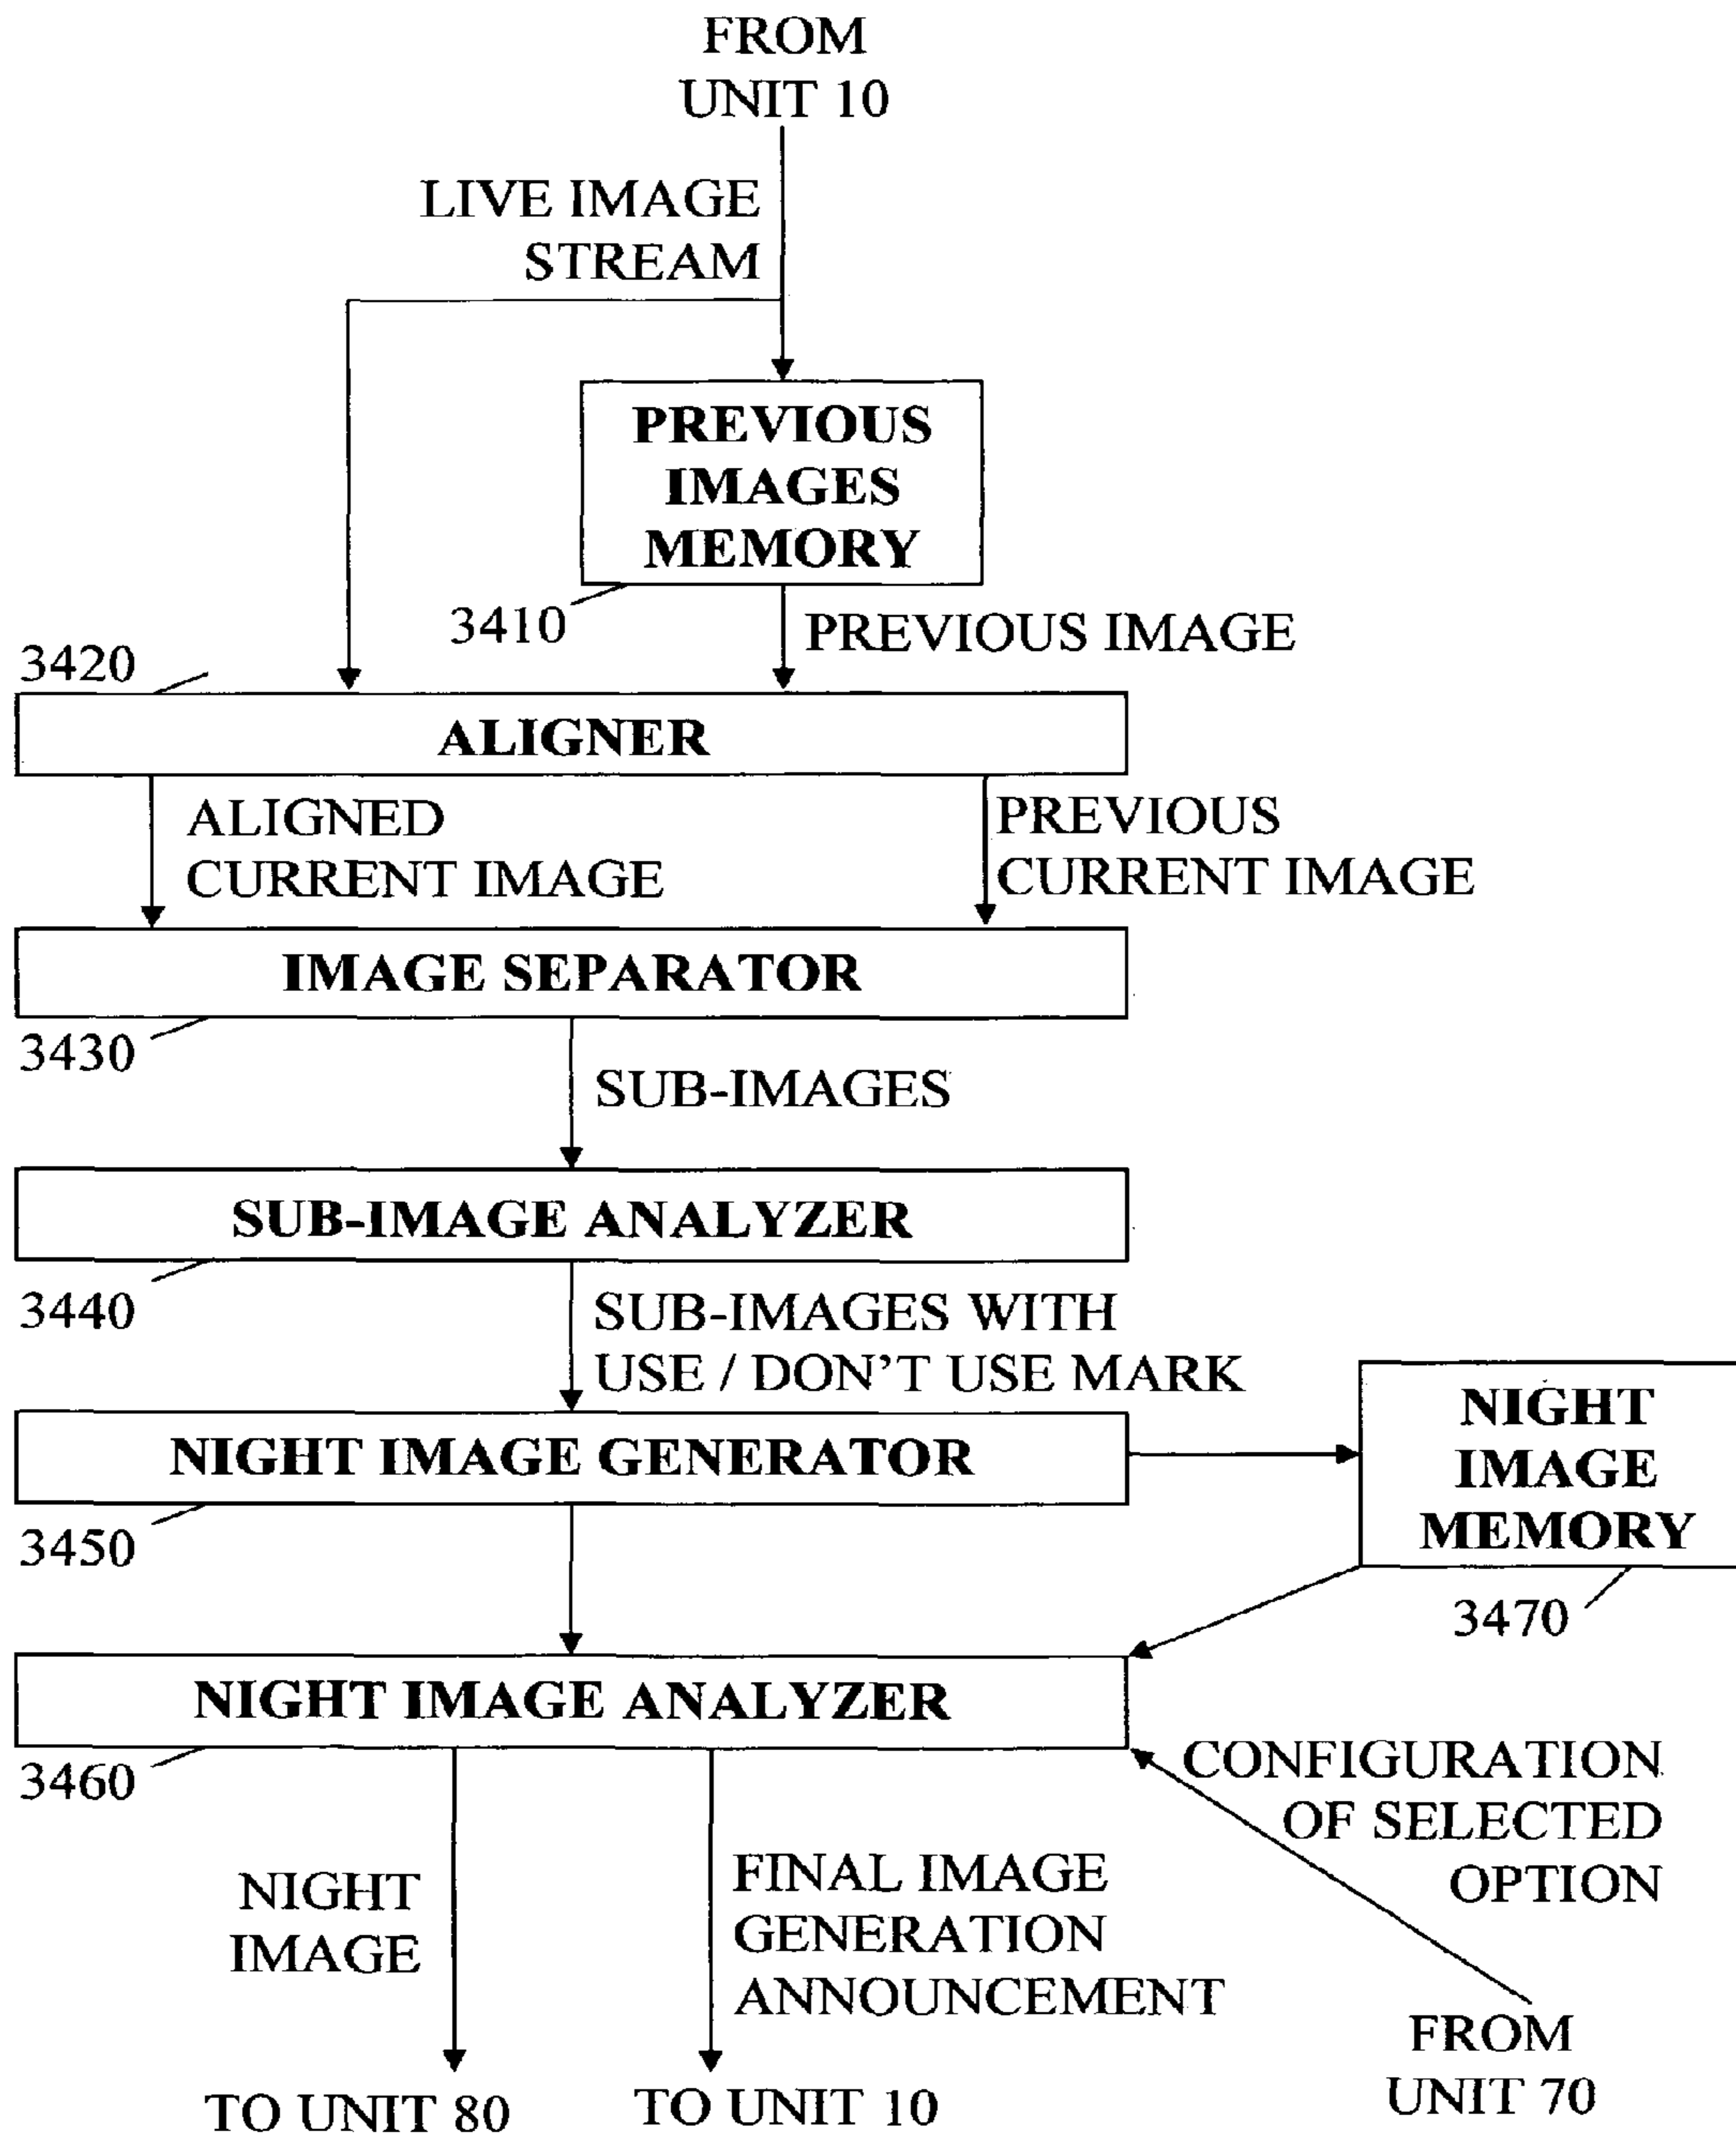 FROM
UNIT 10
LIVE IMAGE
STREAM
PREVIOUS
IMAGES
MEMORY
3410
PREVIOUS IMAGE
3420
ALIGNER
ALIGNED
CURRENT IMAGE
PREVIOUS
CURRENT IMAGE
IMAGE SEPARATOR
3430
SUB-IMAGES
SUB-IMAGE ANALYZER
3440
SUB-IMAGES WITH
USE / DON'T USE MARK
NIGHT IMAGE GENERATOR
3450
NIGHT
IMAGE
MEMORY
3470
NIGHT IMAGE ANALYZER
3460
CONFIGURATION
OF SELECTED
OPTION
NIGHT
IMAGE
FINAL IMAGE
GENERATION
ANNOUNCEMENT
FROM
UNIT 70
TO UNIT 80
TO UNIT 10